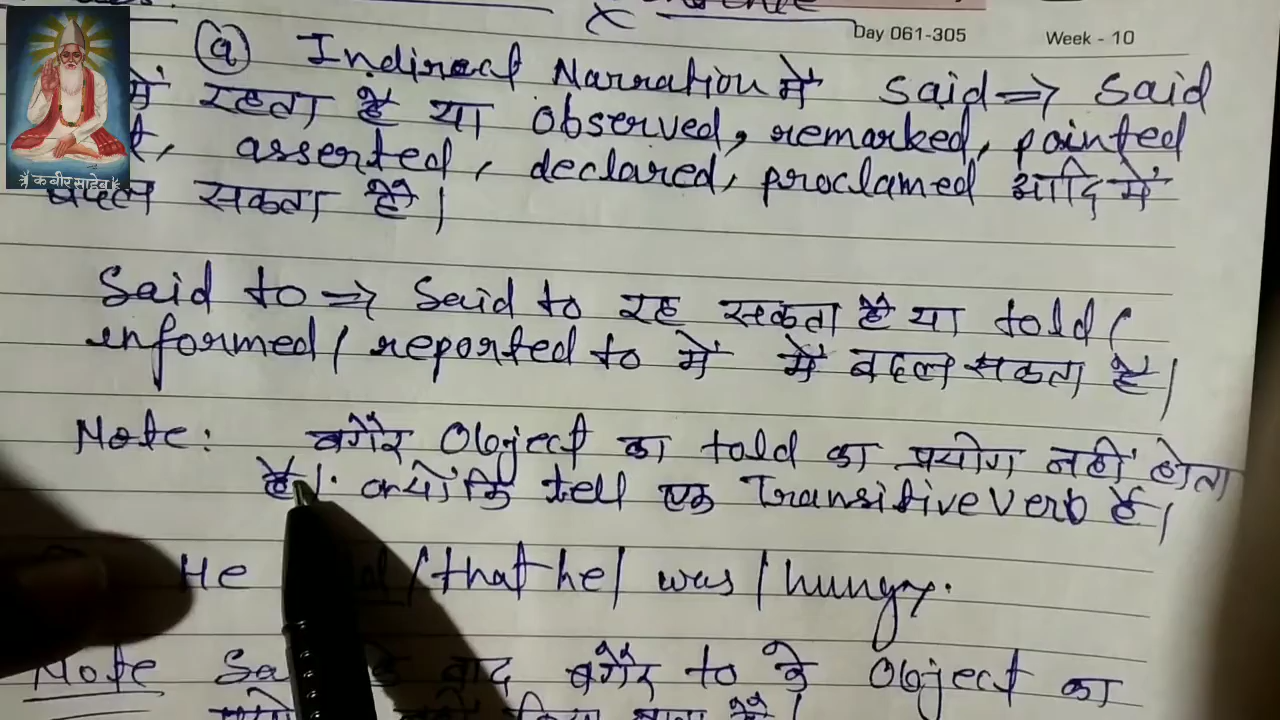 Day 061-305 Week - 10
(a) Indirect Narration में said ⇒ said
में रहता है या observed, remarked, pointed
asserted, declared, proclamed आदि में
बदल सकता है।
Said to ⇒ Said to रह सकता है या told /
informed / reported to में में बदल सकता है।
Note: बगैर Object का told का प्रयोग नहीं होता
है। क्योंकि tell एक Transitive Verb है।
He /that he/ was / hungy.
Note के बाद बगैर to के Object का
कबीर साहेब